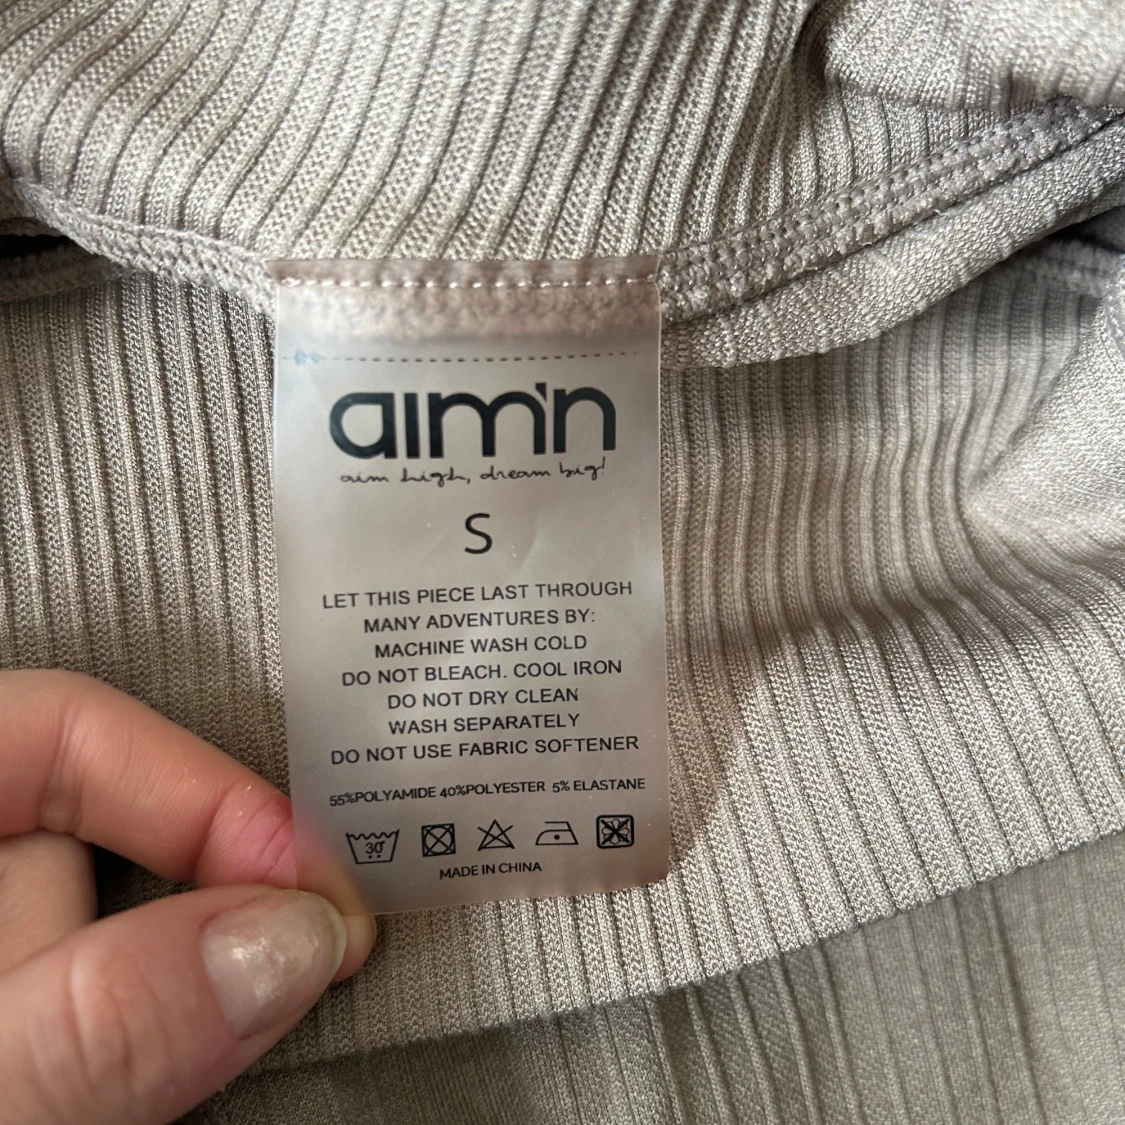 aim'n
aim high, dream big!
S
LET THIS PIECE LAST THROUGH
MANY ADVENTURES BY:
MACHINE WASH COLD
DO NOT BLEACH. COOL IRON
DO NOT DRY CLEAN
WASH SEPARATELY
DO NOT USE FABRIC SOFTENER
55%POLYAMIDE 40%POLYESTER 5% ELASTANE
30°
MADE IN CHINA